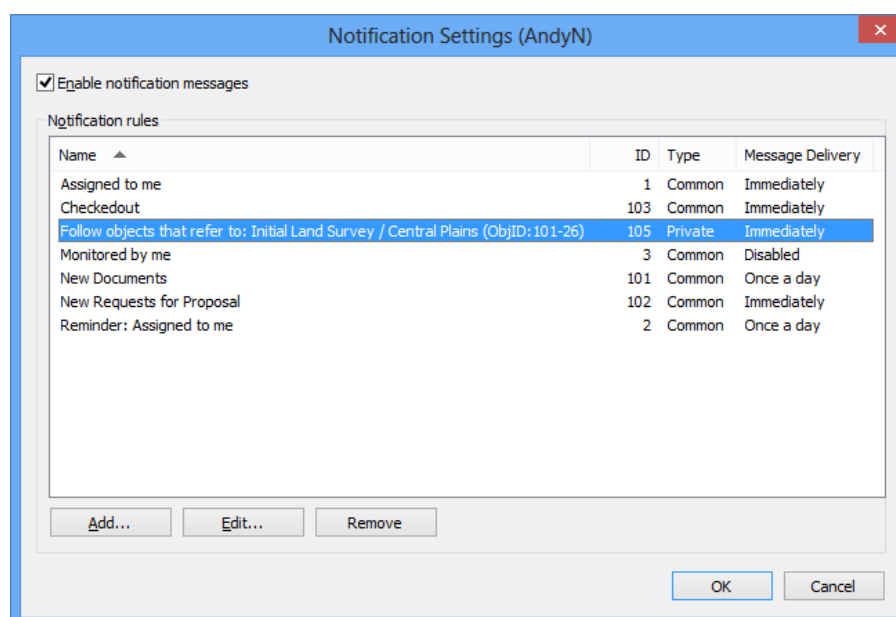 Notification Settings (AndyN)
Enable notification messages
Notification rules
Name ID Type Message Delivery
Assigned to me 1 Common Immediately
Checkedout 103 Common Immediately
Follow objects that refer to: Initial Land Survey / Central Plains (ObjID:101-26) 105 Private Immediately
Monitored by me 3 Common Disabled
New Documents 101 Common Once a day
New Requests for Proposal 102 Common Immediately
Reminder: Assigned to me 2 Common Once a day
Add... Edit... Remove
OK Cancel